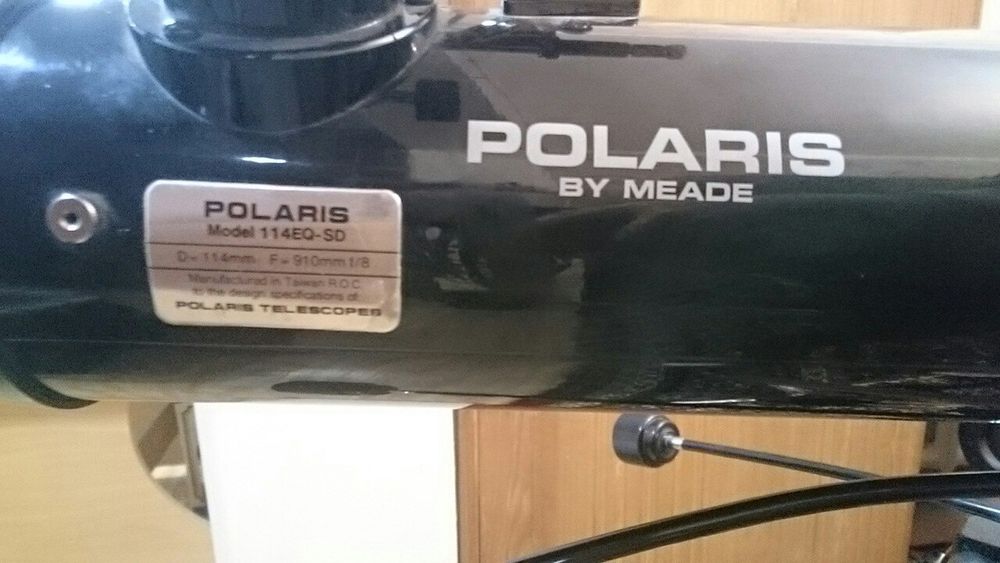 POLARIS
BY MEADE
POLARIS
Model 114EQ-SD
D= 114mm F= 910mm f/8
Manufactured in Taiwan R.O.C.
to the design specifications of
POLARIS TELESCOPES